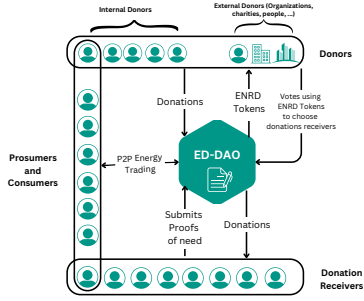 Internal Donors
External Donors (Organizations,
charities, people, ...)
Donors
Donations
ENRD
Tokens
Votes using
ENRD Tokens
to choose
donations receivers
Prosumers
and
Consumers
P2P Energy
Trading
ED-DAO
Submits
Proofs
of need
Donations
Donation
Receivers